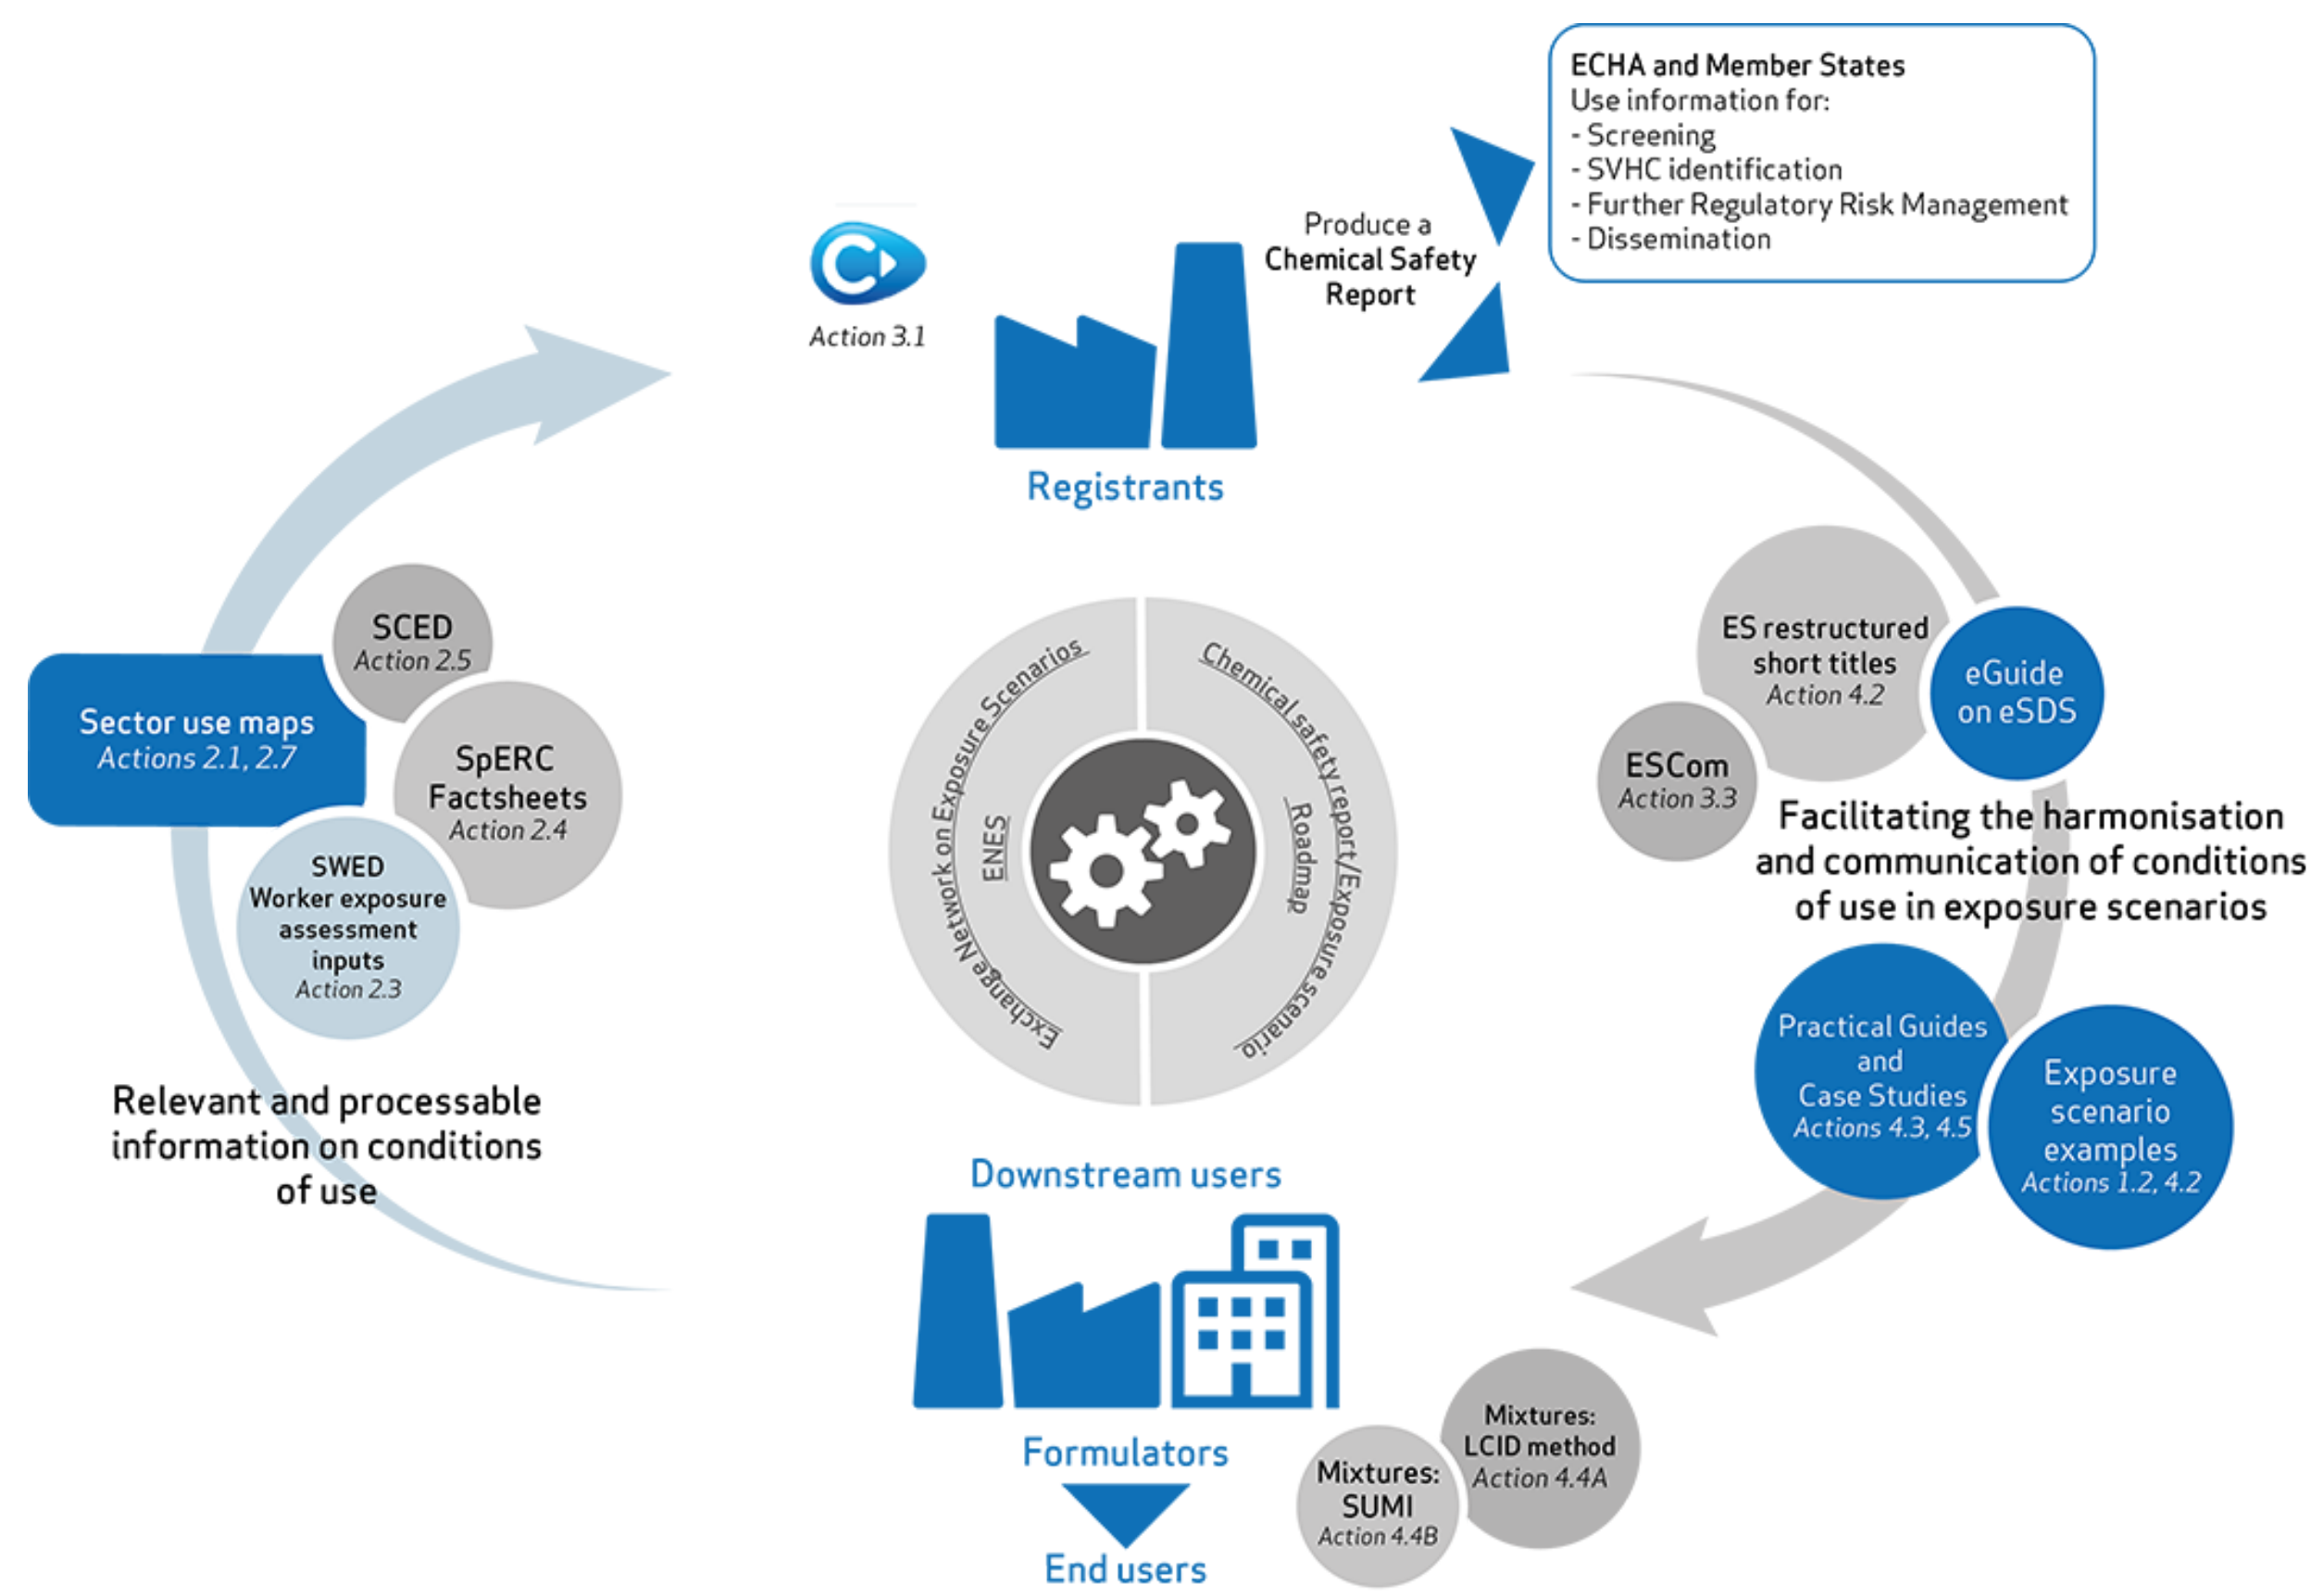 ECHA and Member States
Use information for:
- Screening
- SVHC identification
- Further Regulatory Risk Management
- Dissemination
Produce a
Chemical Safety
Report
C
Action 3.1
Registrants
SCED
Action 2.5
Sector use maps
Actions 2.1, 2.7
SpERC
Factsheets
Action 2.4
SWED
Worker exposure
assessment
inputs
Action 2.3
Relevant and processable
information on conditions
of use
Exchange Network on Exposure Scenarios
ENES
Chemical safety report/Exposure scenario
Roadmap
ES restructured
short titles
Action 4.2
eGuide
on eSDS
ESCom
Action 3.3
Facilitating the harmonisation
and communication of conditions
of use in exposure scenarios
Practical Guides
and
Case Studies
Actions 4.3, 4.5
Exposure
scenario
examples
Actions 1.2, 4.2
Downstream users
Formulators
End users
Mixtures:
LCID method
Action 4.4A
Mixtures:
SUMI
Action 4.4B